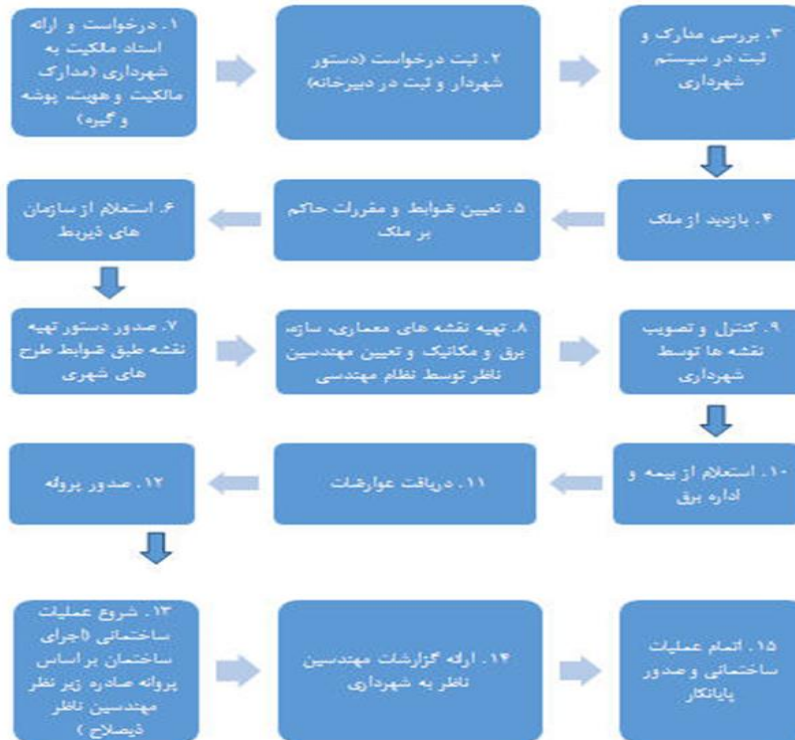 ۱. درخواست و ارائه
اسناد مالکیت به
شهرداری (مدارک
مالکیت و هویت، پوشه
و گیره)
۲. ثبت درخواست (دستور
شهردار و ثبت در دبیرخانه)
۳. بررسی مدارک و
ثبت در سیستم
شهرداری
۴. بازدید از ملک
۵. تعیین ضوابط و مقررات حاکم
بر ملک
۶. استعلام از سازمان
های ذیربط
۷. صدور دستور تهیه
نقشه طبق ضوابط طرح
های شهری
۸. تهیه نقشه های معماری، سازه،
برق و مکانیک و تعیین مهندسین
ناظر توسط نظام مهندسی
۹. کنترل و تصویب
نقشه ها توسط
شهرداری
۱۰. استعلام از بیمه و
اداره برق
۱۱. دریافت عوارضات
۱۲. صدور پروانه
۱۳. شروع عملیات
ساختمانی (اجرای
ساختمان بر اساس
پروانه صادره زیر نظر
مهندسین ناظر
ذیصلاح )
۱۴. ارائه گزارشات مهندسین
ناظر به شهرداری
۱۵. اتمام عملیات
ساختمانی و صدور
پایانکار